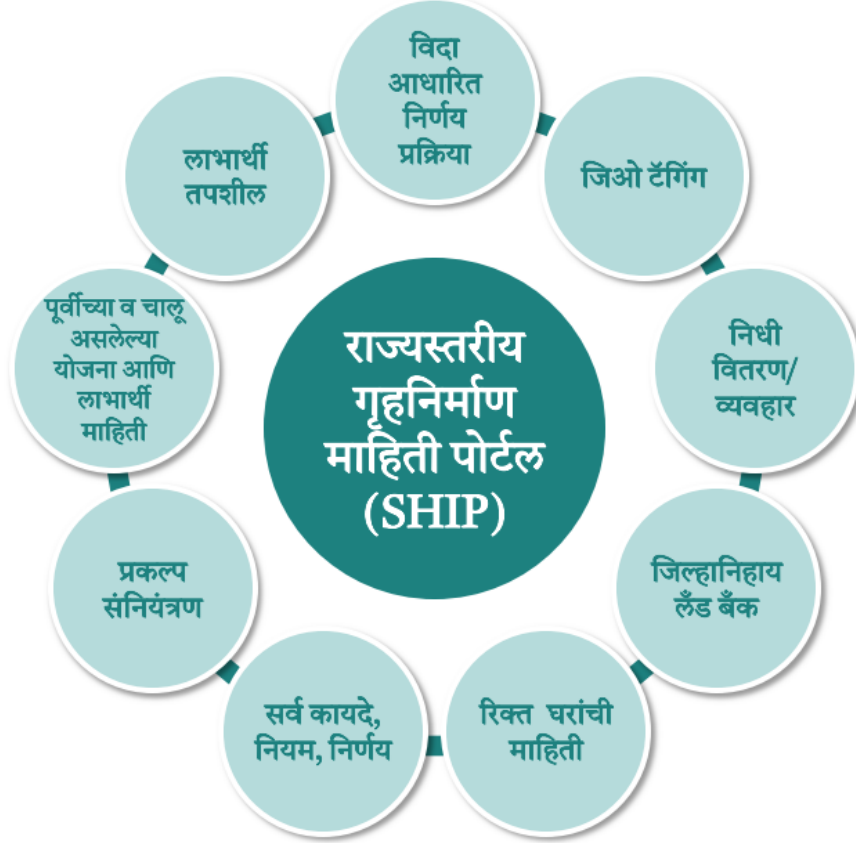 विदा
आधारित
निर्णय
प्रक्रिया
जिओ टॅगिंग
निधी
वितरण/
व्यवहार
जिल्हानिहाय
लँड बँक
रिक्त घरांची
माहिती
सर्व कायदे,
नियम, निर्णय
प्रकल्प
संनियंत्रण
पूर्वीच्या व चालू
असलेल्या
योजना आणि
लाभार्थी
माहिती
लाभार्थी
तपशील
राज्यस्तरीय
गृहनिर्माण
माहिती पोर्टल
(SHIP)